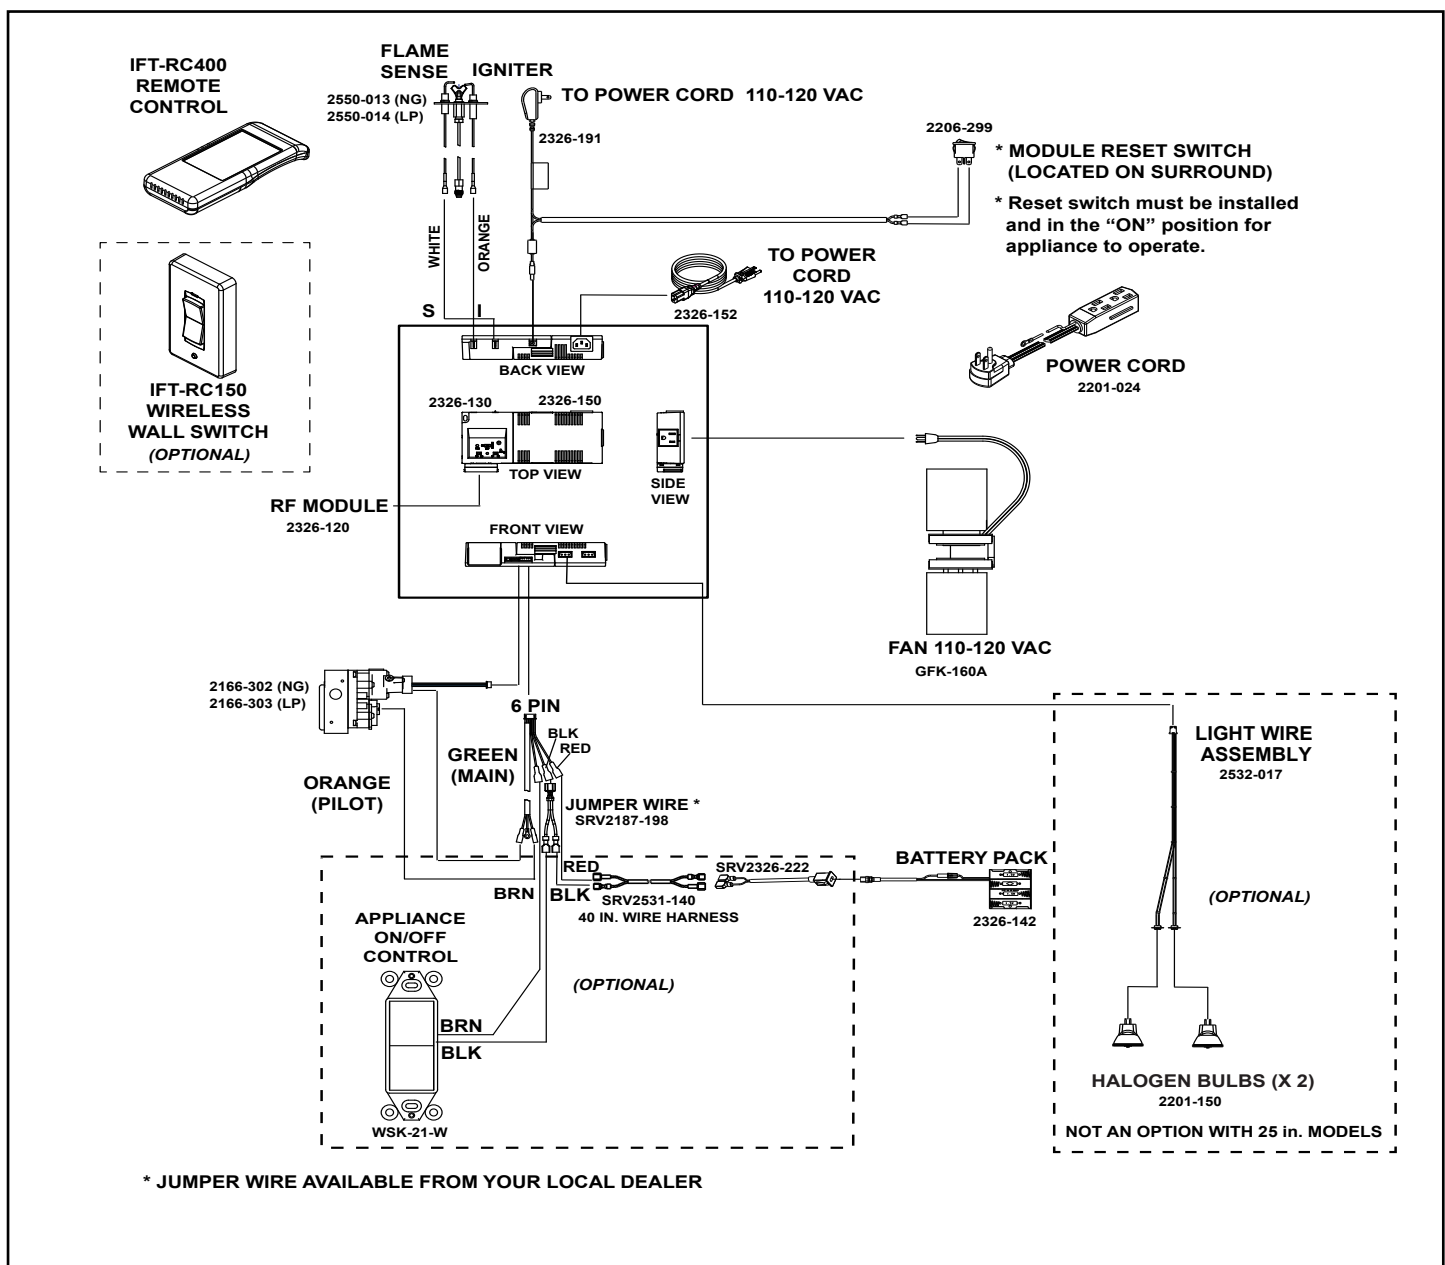 IFT-RC400
REMOTE
CONTROL
FLAME
SENSE
IGNITER
2550-013 (NG)
2550-014 (LP)
TO POWER CORD 110-120 VAC
2326-191
2206-299
* MODULE RESET SWITCH
(LOCATED ON SURROUND)
* Reset switch must be installed
and in the “ON” position for
appliance to operate.
WHITE
ORANGE
S
I
TO POWER
CORD
110-120 VAC
2326-152
POWER CORD
2201-024
IFT-RC150
WIRELESS
WALL SWITCH
(OPTIONAL)
BACK VIEW
2326-130
2326-150
TOP VIEW
SIDE
VIEW
RF MODULE
2326-120
FRONT VIEW
FAN 110-120 VAC
GFK-160A
2166-302 (NG)
2166-303 (LP)
6 PIN
BLK
RED
GREEN
(MAIN)
ORANGE
(PILOT)
JUMPER WIRE *
SRV2187-198
LIGHT WIRE
ASSEMBLY
2532-017
RED
BRN
BLK
SRV2531-140
40 IN. WIRE HARNESS
SRV2326-222
BATTERY PACK
2326-142
(OPTIONAL)
APPLIANCE
ON/OFF
CONTROL
(OPTIONAL)
BRN
BLK
WSK-21-W
HALOGEN BULBS (X 2)
2201-150
NOT AN OPTION WITH 25 in. MODELS
* JUMPER WIRE AVAILABLE FROM YOUR LOCAL DEALER